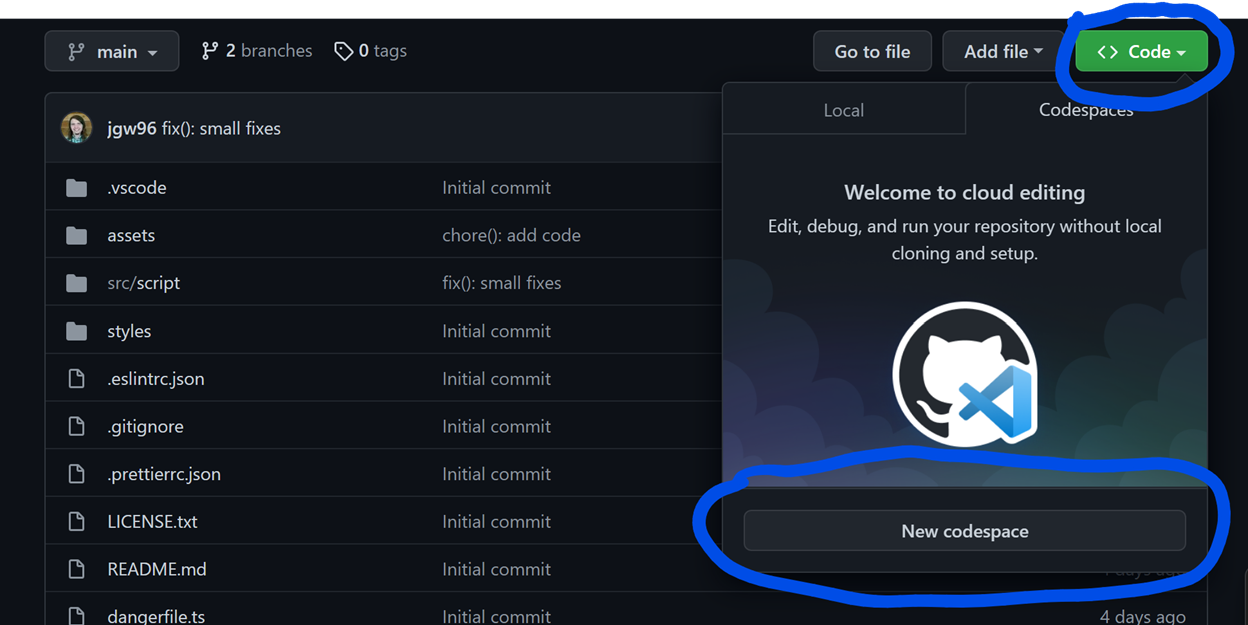 main 2 branches 0 tags Go to file Add file Code
Local Codespaces
jgw96 fix(): small fixes
Welcome to cloud editing
Edit, debug, and run your repository without local
cloning and setup.
.vscode Initial commit
assets chore(): add code
src/script fix(): small fixes
styles Initial commit
.eslintrc.json Initial commit
.gitignore Initial commit
.prettierrc.json Initial commit
LICENSE.txt Initial commit
New codespace
README.md Initial commit 4 days ago
dangerfile.ts Initial commit 4 days ago